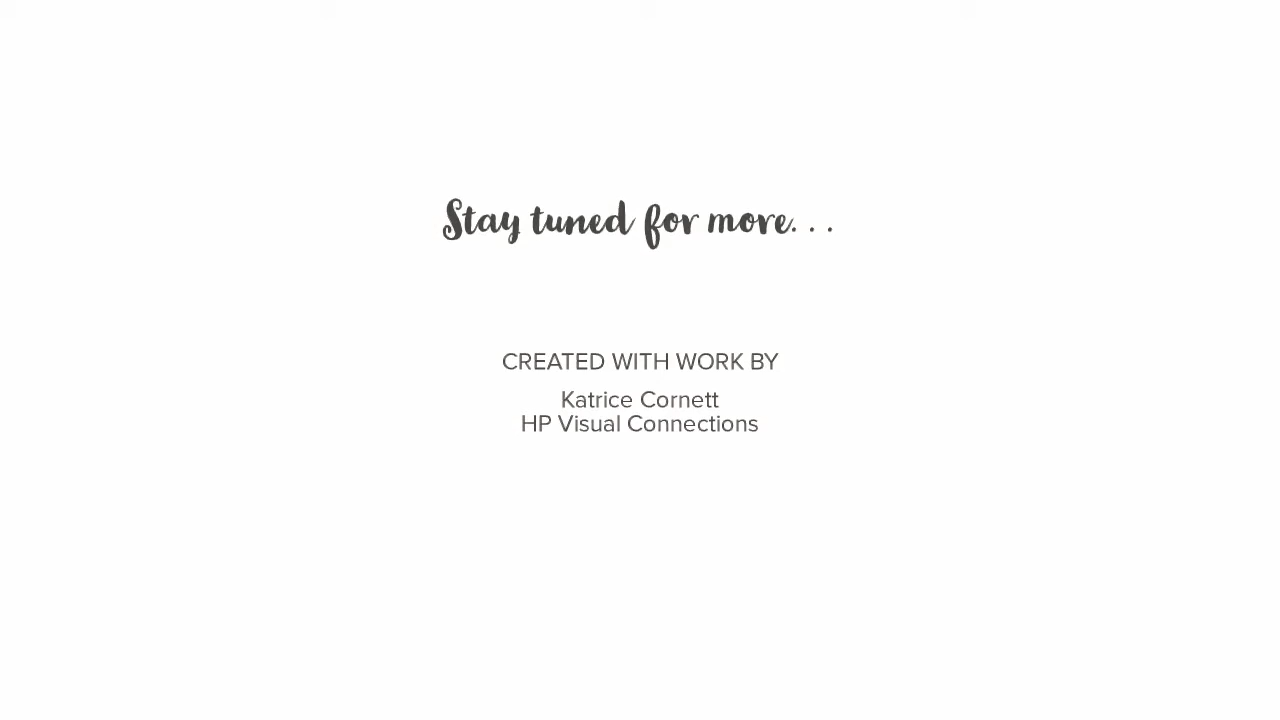 Stay tuned for more. . .
CREATED WITH WORK BY
Katrice Cornett
HP Visual Connections